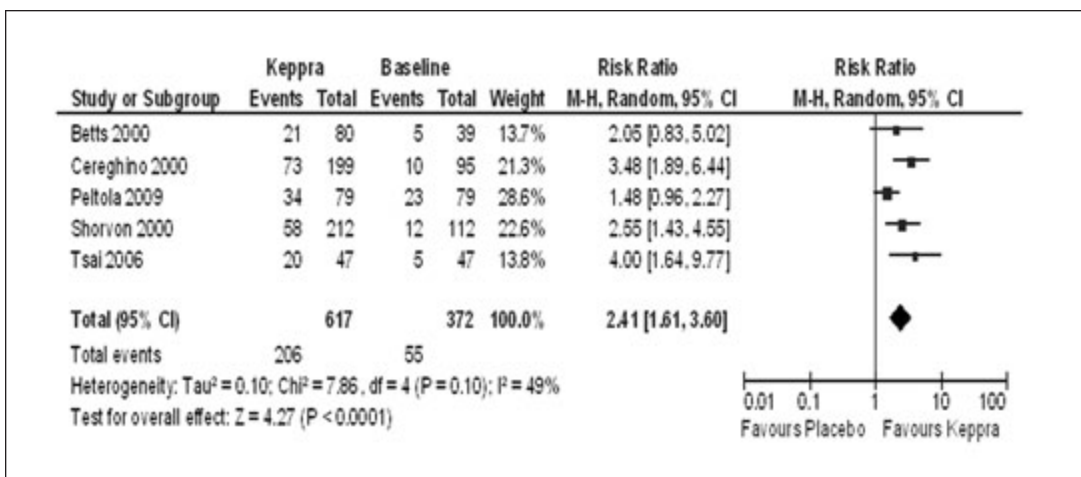 Keppra Baseline Risk Ratio Risk Ratio
Study or Subgroup Events Total Events Total Weight M-H, Random, 95% CI M-H, Random, 95% CI
Betts 2000 21 80 5 39 13.7% 2.05 [0.83, 5.02]
Cereghino 2000 73 199 10 95 21.3% 3.48 [1.89, 6.44]
Peltola 2009 34 79 23 79 28.6% 1.48 [0.96, 2.27]
Shorvon 2000 58 212 12 112 22.6% 2.55 [1.43, 4.55]
Tsai 2006 20 47 5 47 13.8% 4.00 [1.64, 9.77]
Total (95% CI) 617 372 100.0% 2.41 [1.61, 3.60]
Total events 206 55
Heterogeneity: Tau² = 0.10; Chi² = 7.86, df = 4 (P = 0.10); I² = 49%
Test for overall effect: Z = 4.27 (P < 0.0001)
0.01 0.1 1 10 100
Favours Placebo Favours Keppra